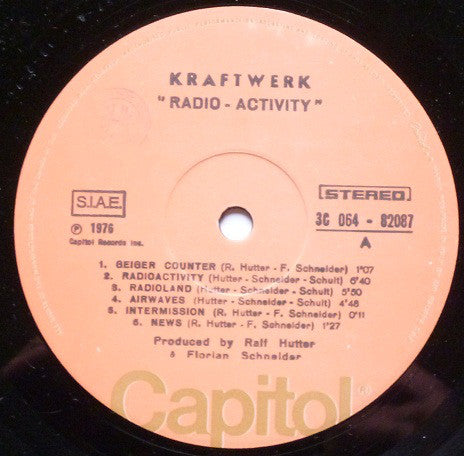 KRAFTWERK
"RADIO - ACTIVITY"
S.I.A.E.
STEREO
℗ 1976
Capitol Records Inc.
3C 064 - 82087
A
1. GEIGER COUNTER (R. Hutter - F. Schneider) 1'07
2. RADIOACTIVITY (Hutter - Schneider - Schult) 6'40
3. RADIOLAND (Hutter - Schneider - Schult) 5'50
4. AIRWAVES (Hutter - Schneider - Schult) 4'48
5. INTERMISSION (R. Hutter - F. Schneider) 0'11
6. NEWS (R. Hutter - F. Schneider) 1'27
Produced by Ralf Hutter
& Florian Schneider
Capitol